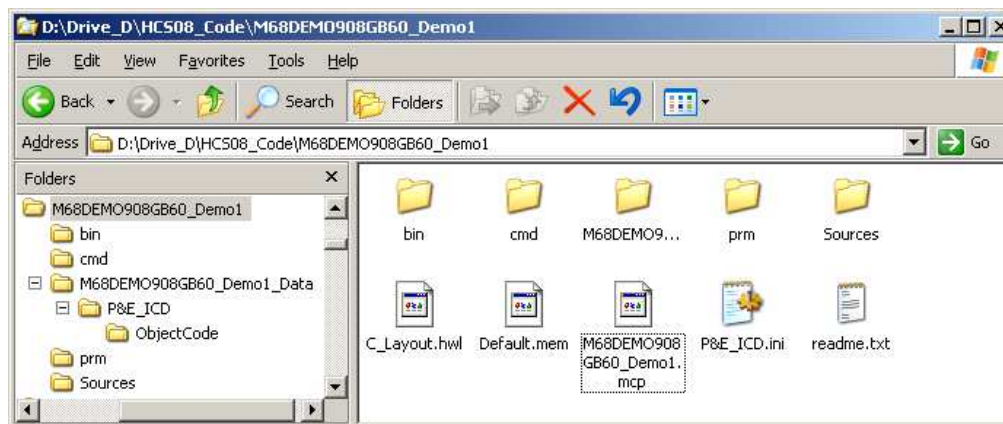 D:\Drive_D\HCS08_Code\M68DEMO908GB60_Demo1
File Edit View Favorites Tools Help
Back Search Folders
Address D:\Drive_D\HCS08_Code\M68DEMO908GB60_Demo1 Go
Folders
M68DEMO908GB60_Demo1
bin
cmd
M68DEMO908GB60_Demo1_Data
P&E_ICD
ObjectCode
prm
Sources
bin cmd M68DEMO9... prm Sources
C_Layout.hwl Default.mem M68DEMO908 P&E_ICD.ini readme.txt
GB60_Demo1.
mcp